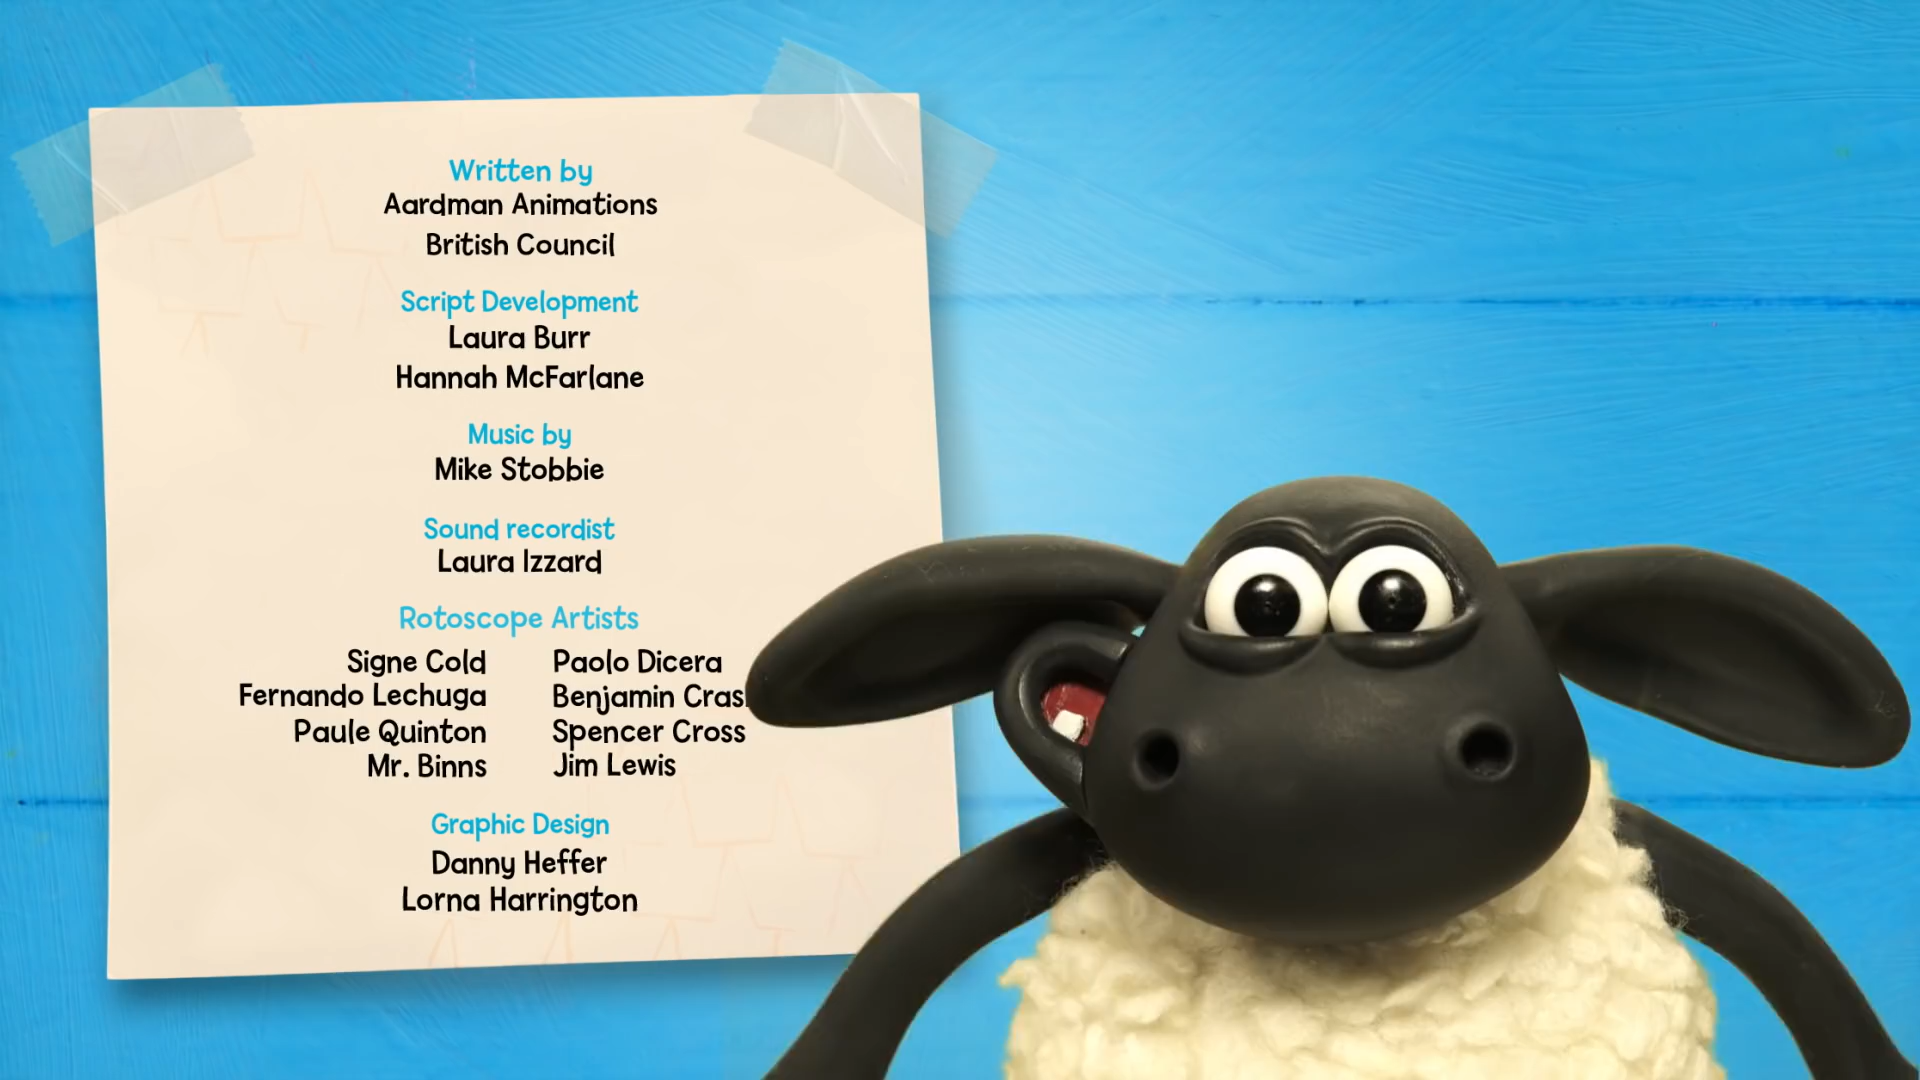 Written by
Aardman Animations
British Council
Script Development
Laura Burr
Hannah McFarlane
Music by
Mike Stobbie
Sound recordist
Laura Izzard
Rotoscope Artists
Signe Cold
Fernando Lechuga
Paule Quinton
Mr. Binns
Paolo Dicera
Benjamin
Spencer Cross
Jim Lewis
Graphic Design
Danny Heffer
Lorna Harrington